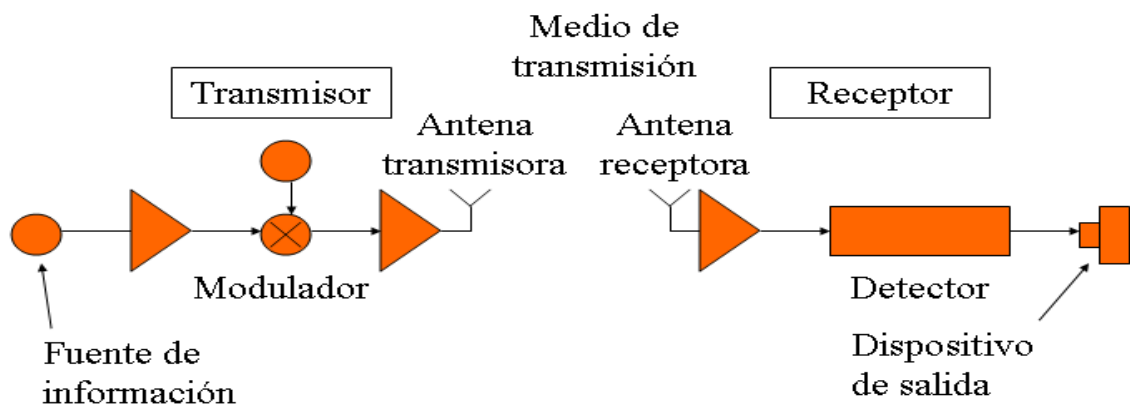 Medio de
transmisión
Transmisor
Receptor
Antena
transmisora
Antena
receptora
Modulador
Detector
Fuente de
información
Dispositivo
de salida